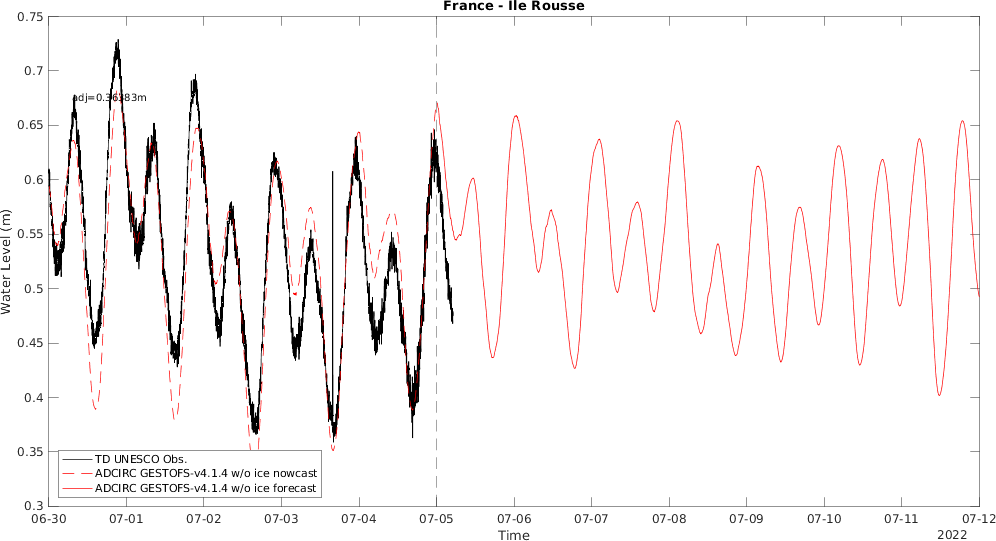 France - Ile Rousse
0.75
0.7
0.65
0.6
0.55
0.5
0.45
0.4
0.35
0.3
Water Level (m)
adj=0.36383m
TD UNESCO Obs.
ADCIRC GESTOFS-v4.1.4 w/o ice nowcast
ADCIRC GESTOFS-v4.1.4 w/o ice forecast
06-30 07-01 07-02 07-03 07-04 07-05 07-06 07-07 07-08 07-09 07-10 07-11 07-12
Time
2022